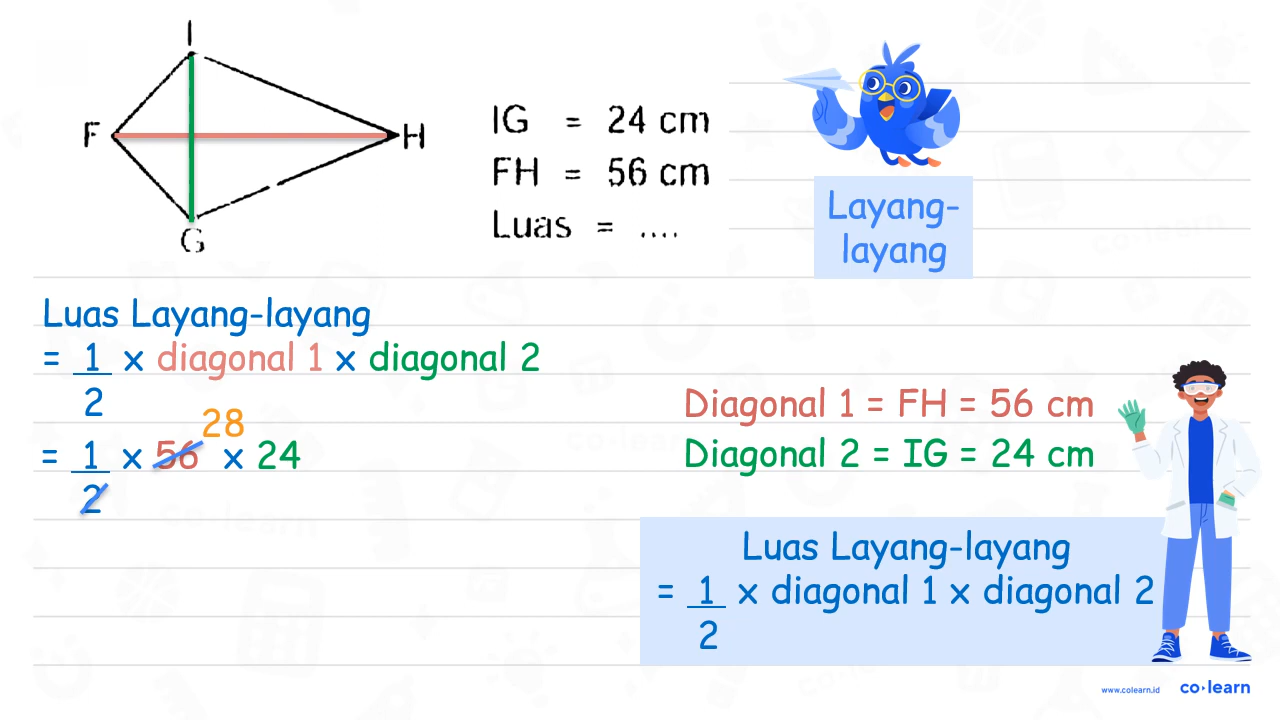 I
F
H
G
IG = 24 cm
FH = 56 cm
Luas = ....
Layang-
layang
Luas Layang-layang
= 1/2 x diagonal 1 x diagonal 2
28
= 1/2 x 56 x 24
Diagonal 1 = FH = 56 cm
Diagonal 2 = IG = 24 cm
Luas Layang-layang
= 1/2 x diagonal 1 x diagonal 2
www.colearn.id co·learn